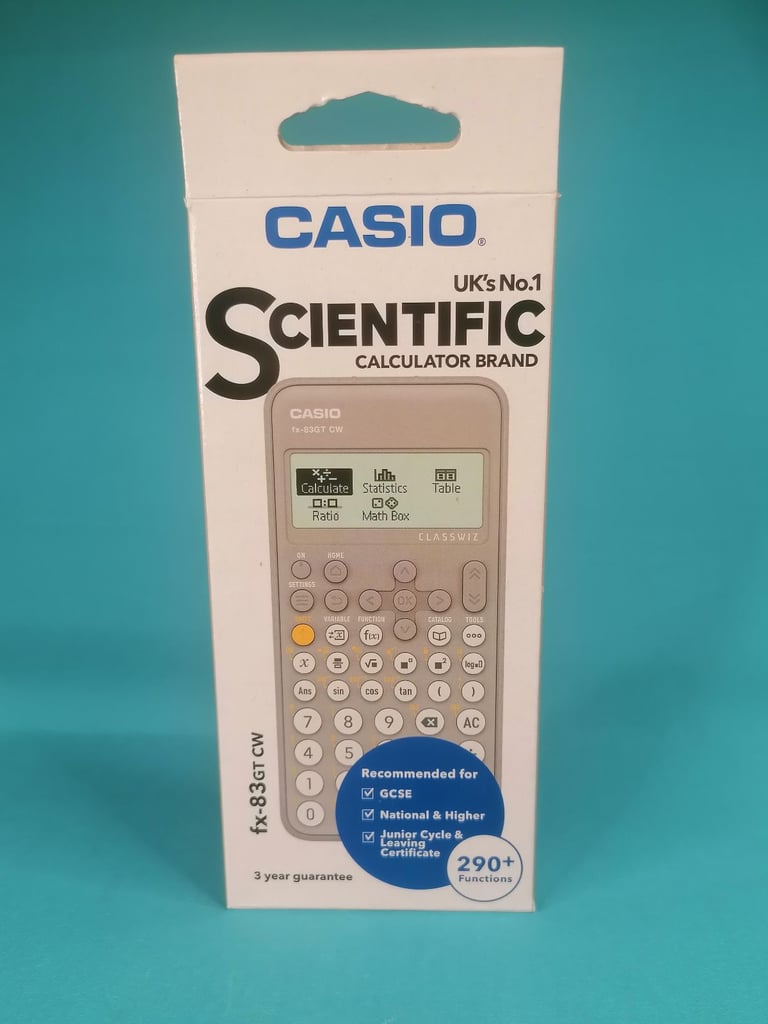 CASIO®
UK's No.1
SCIENTIFIC
CALCULATOR BRAND
CASIO
fx-83GT CW
Calculate Statistics Table
Ratio Math Box
CLASSWIZ
ON HOME
SETTINGS
OK
VARIABLE FUNCTION CATALOG TOOLS
f(x)
x √■ ■□ ■² log■□
Ans sin cos tan ( )
7 8 9 AC
4 5
1
0
fx-83GT CW
Recommended for
☑ GCSE
☑ National & Higher
☑ Junior Cycle &
Leaving
Certificate
290+
Functions
3 year guarantee